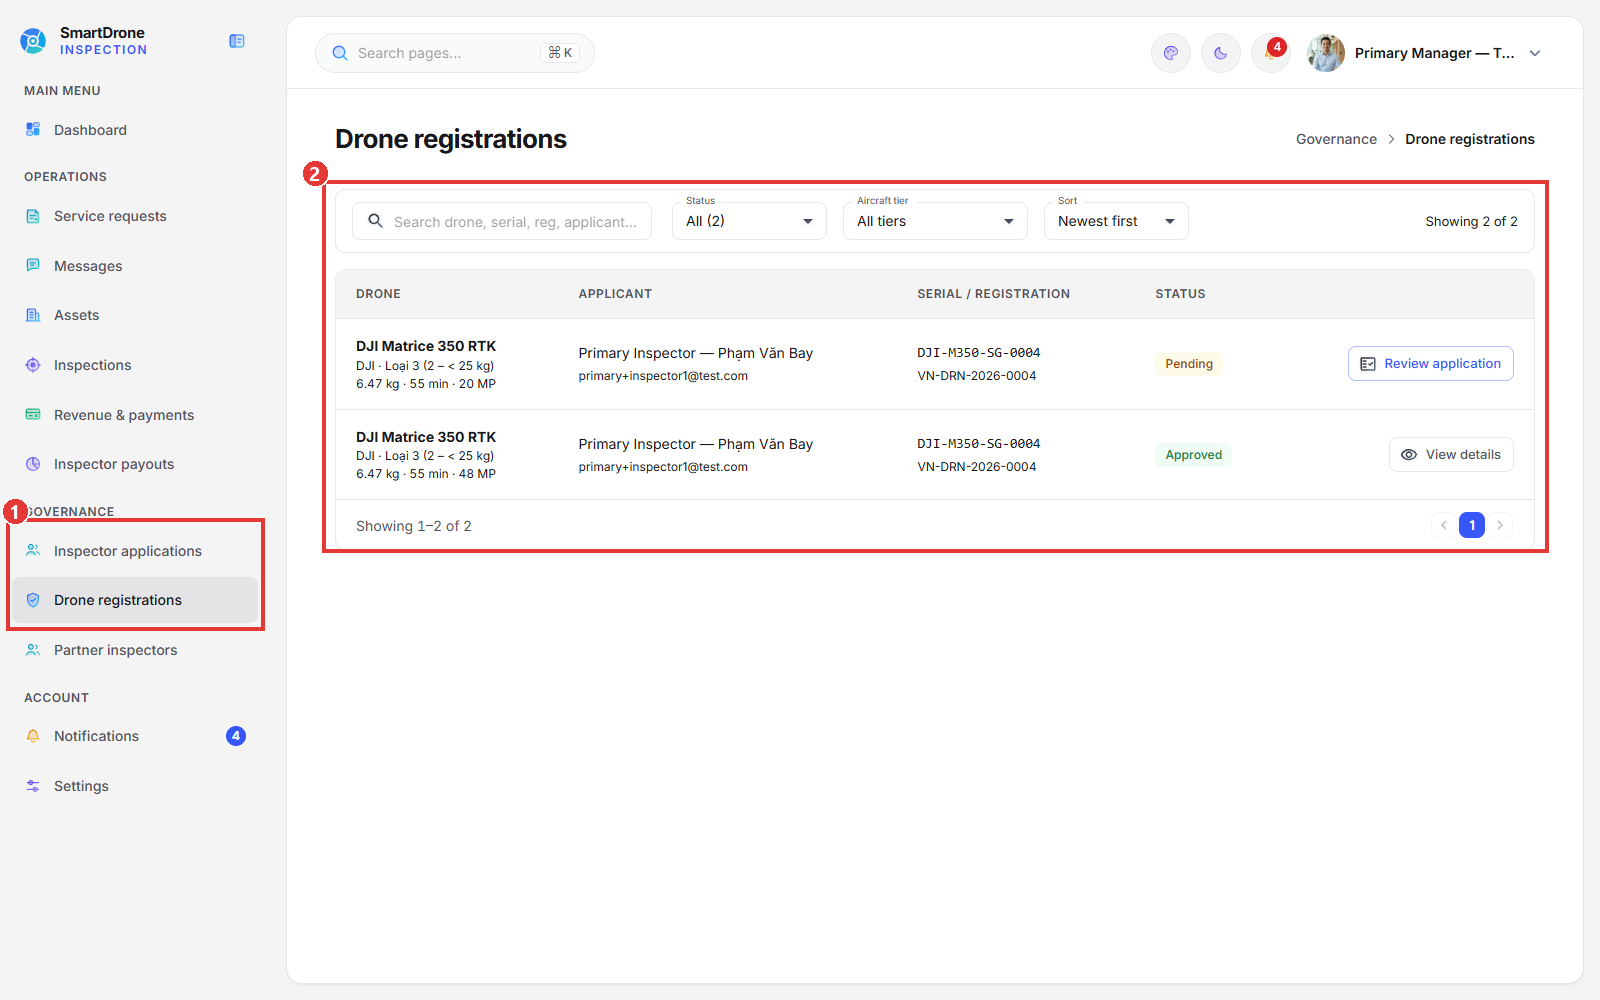 SmartDrone
INSPECTION
MAIN MENU
Dashboard
OPERATIONS
Service requests
Messages
Assets
Inspections
Revenue & payments
Inspector payouts
1
GOVERNANCE
Inspector applications
Drone registrations
Partner inspectors
ACCOUNT
Notifications
4
Settings
Search pages...
⌘ K
4
Primary Manager — T...
Drone registrations
Governance > Drone registrations
2
Search drone, serial, reg, applicant...
Status
All (2)
Aircraft tier
All tiers
Sort
Newest first
Showing 2 of 2
DRONE APPLICANT SERIAL / REGISTRATION STATUS
DJI Matrice 350 RTK
DJI · Loại 3 (2 – < 25 kg)
6.47 kg · 55 min · 20 MP
Primary Inspector — Phạm Văn Bay
primary+inspector1@test.com
DJI-M350-SG-0004
VN-DRN-2026-0004
Pending
Review application
DJI Matrice 350 RTK
DJI · Loại 3 (2 – < 25 kg)
6.47 kg · 55 min · 48 MP
Primary Inspector — Phạm Văn Bay
primary+inspector1@test.com
DJI-M350-SG-0004
VN-DRN-2026-0004
Approved
View details
Showing 1–2 of 2
1